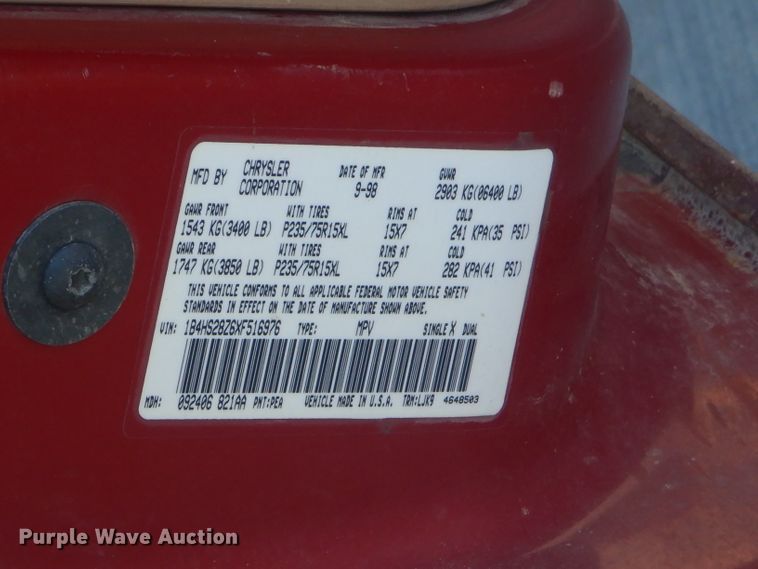 MFD BY CHRYSLER CORPORATION DATE OF MFR 9-98 GVWR 2903 KG(06400 LB)
GAWR FRONT WITH TIRES RIMS AT COLD
1543 KG(3400 LB) P235/75R15XL 15X7 241 KPA(35 PSI)
GAWR REAR WITH TIRES RIMS AT COLD
1747 KG(3850 LB) P235/75R15XL 15X7 282 KPA(41 PSI)
THIS VEHICLE CONFORMS TO ALL APPLICABLE FEDERAL MOTOR VEHICLE SAFETY
STANDARDS IN EFFECT ON THE DATE OF MANUFACTURE SHOWN ABOVE.
VIN: 1B4HS28Z6XF516976 TYPE: MPV SINGLE X DUAL
MDH: 092406 821AA PNT:PEA VEHICLE MADE IN U.S.A. TRM:LJK9 4648503
Purple Wave Auction